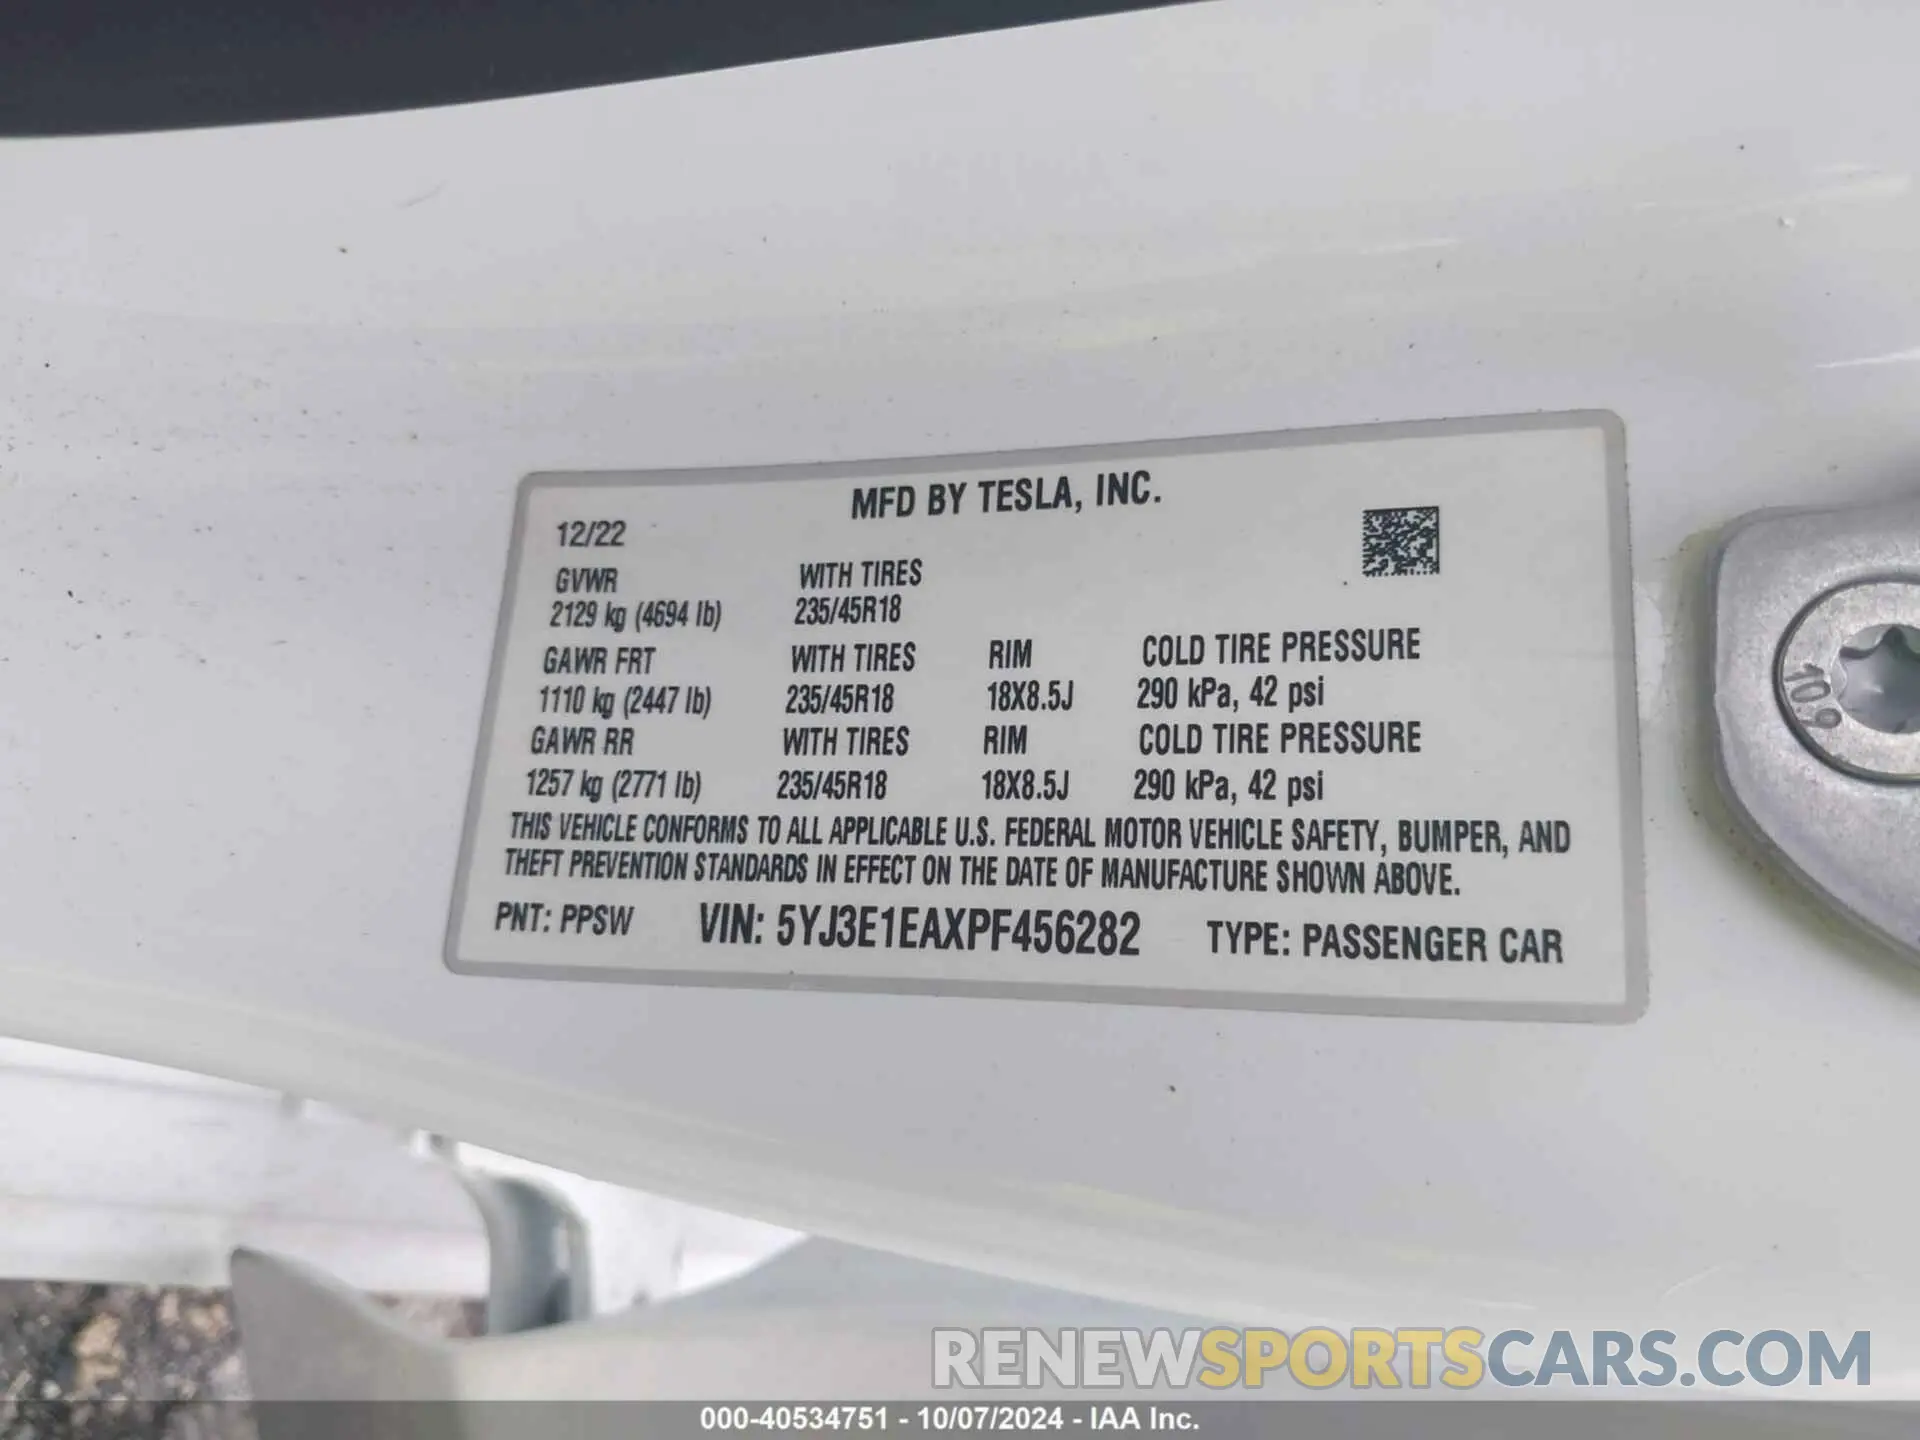 MFD BY TESLA, INC.
12/22
GVWR WITH TIRES
2129 kg (4694 lb) 235/45R18
GAWR FRT WITH TIRES RIM COLD TIRE PRESSURE
1110 kg (2447 lb) 235/45R18 18X8.5J 290 kPa, 42 psi
GAWR RR WITH TIRES RIM COLD TIRE PRESSURE
1257 kg (2771 lb) 235/45R18 18X8.5J 290 kPa, 42 psi
THIS VEHICLE CONFORMS TO ALL APPLICABLE U.S. FEDERAL MOTOR VEHICLE SAFETY, BUMPER, AND
THEFT PREVENTION STANDARDS IN EFFECT ON THE DATE OF MANUFACTURE SHOWN ABOVE.
PNT: PPSW VIN: 5YJ3E1EAXPF456282 TYPE: PASSENGER CAR
10.9
RENEWSPORTSCARS.COM
000-40534751 - 10/07/2024 - IAA Inc.